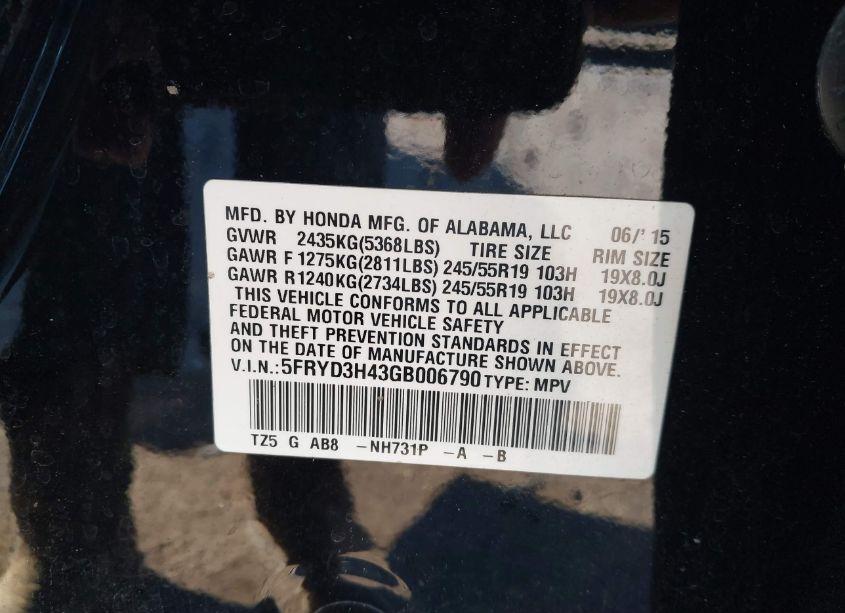 MFD. BY HONDA MFG. OF ALABAMA, LLC 06/'15
GVWR 2435KG(5368LBS) TIRE SIZE RIM SIZE
GAWR F 1275KG(2811LBS) 245/55R19 103H 19X8.0J
GAWR R 1240KG(2734LBS) 245/55R19 103H 19X8.0J
THIS VEHICLE CONFORMS TO ALL APPLICABLE
FEDERAL MOTOR VEHICLE SAFETY
AND THEFT PREVENTION STANDARDS IN EFFECT
ON THE DATE OF MANUFACTURE SHOWN ABOVE.
V.I.N.:5FRYD3H43GB006790 TYPE: MPV
TZ5 G AB8 -NH731P -A -B